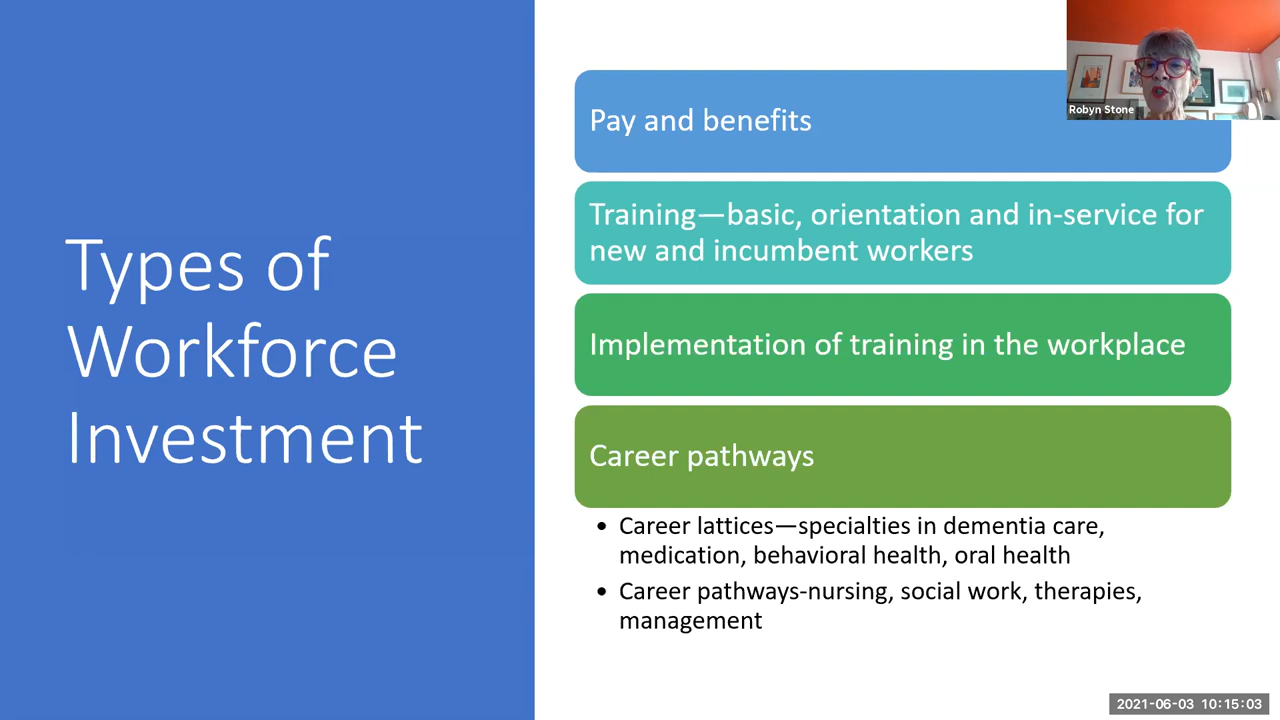 Types of
Workforce
Investment
Pay and benefits
Training—basic, orientation and in-service for
new and incumbent workers
Implementation of training in the workplace
Career pathways
• Career lattices—specialties in dementia care,
medication, behavioral health, oral health
• Career pathways-nursing, social work, therapies,
management
Robyn Stone
2021-06-03 10:15:03